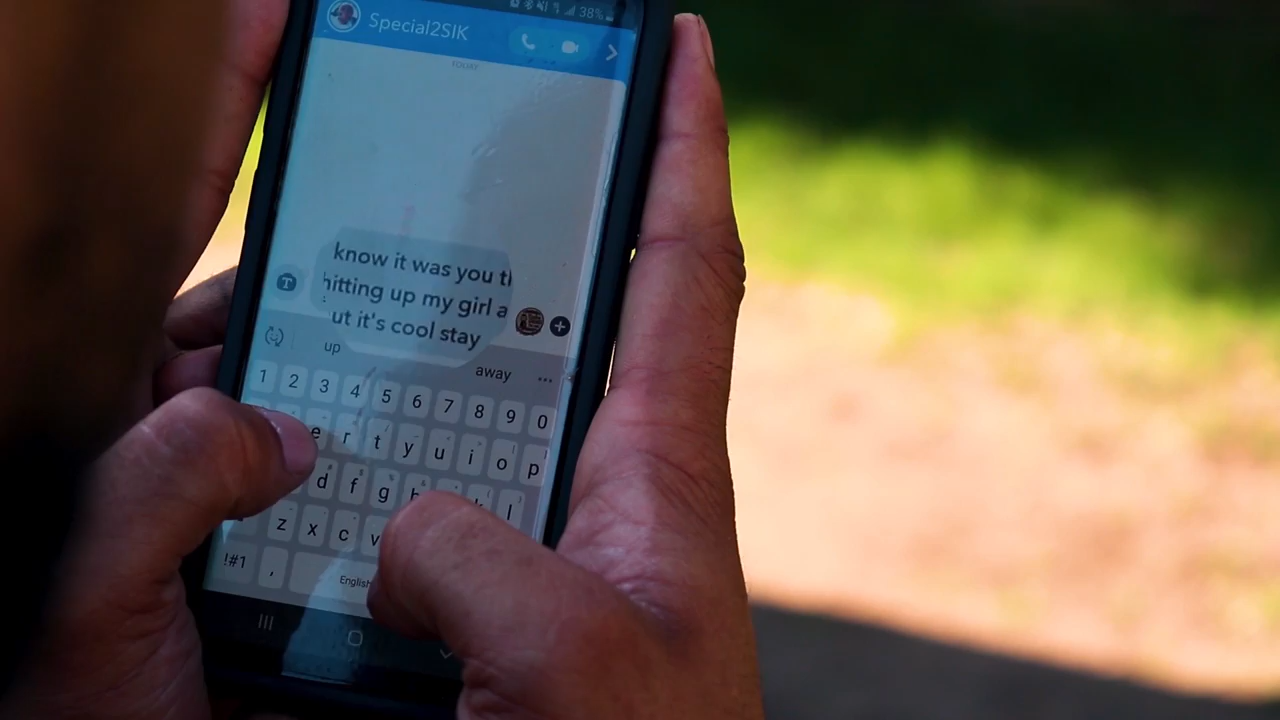 38%
Special2SIK
TODAY
know it was you
hitting up my girl a
ut it's cool stay
up
away
1 2 3 4 5 6 7 8 9 0
e r t y u i o p
d f g h k l
z x c v
!#1 , English